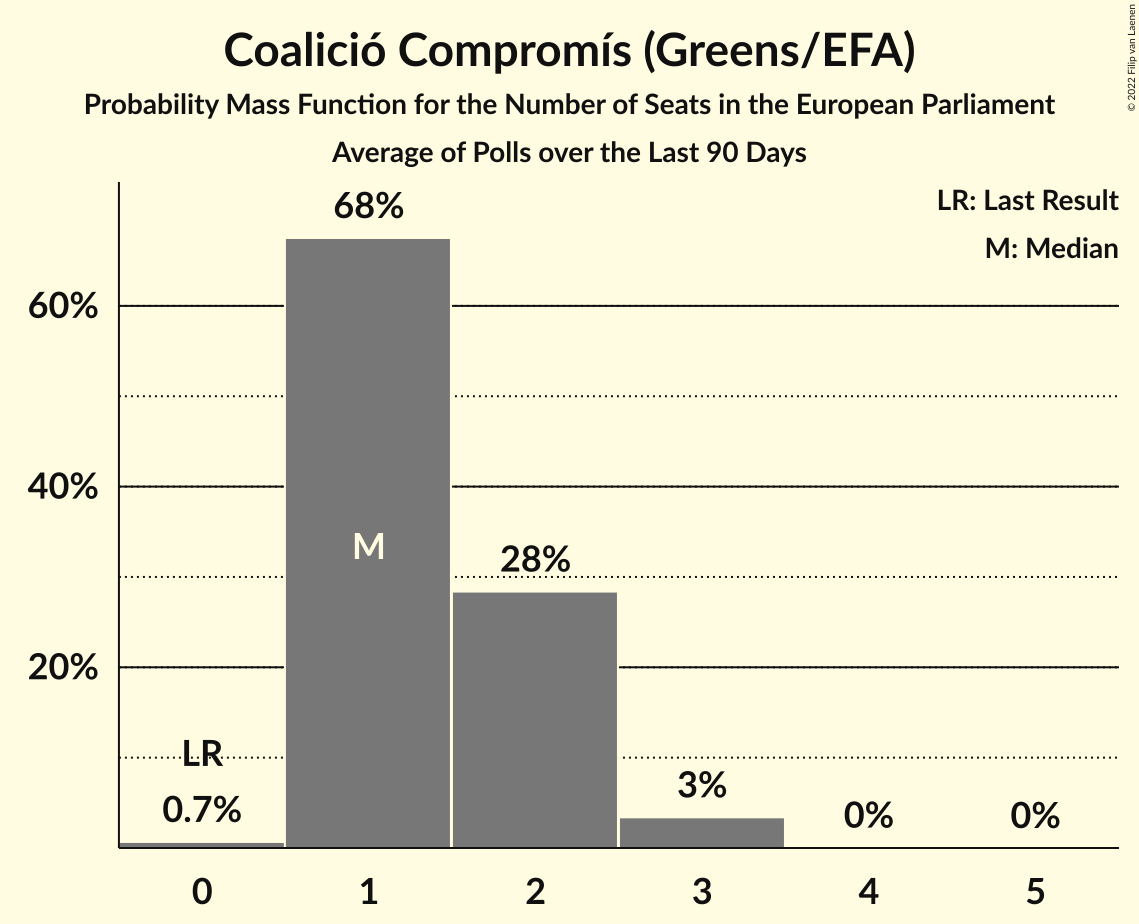 Coalició Compromís (Greens/EFA)
Probability Mass Function for the Number of Seats in the European Parliament
Average of Polls over the Last 90 Days
© 2022 Filip van Laenen
LR: Last Result
M: Median
68%
60%
40%
M
28%
20%
LR
0.7%
3%
0%
0%
0 1 2 3 4 5